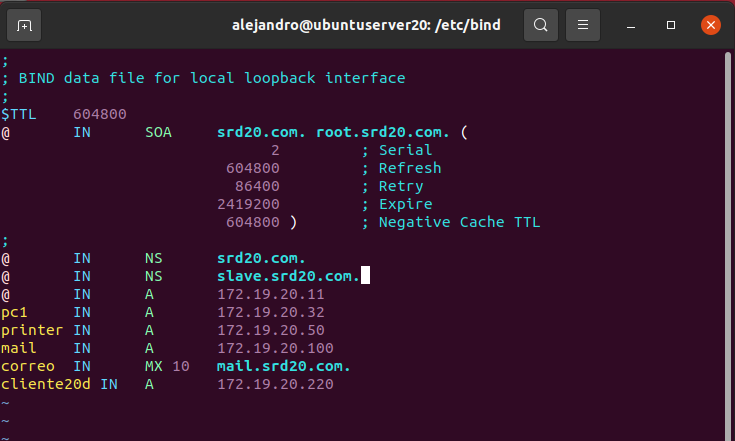 alejandro@ubuntuserver20: /etc/bind
;
; BIND data file for local loopback interface
;
$TTL    604800
@       IN      SOA     srd20.com. root.srd20.com. (
                              2         ; Serial
                         604800         ; Refresh
                          86400         ; Retry
                        2419200         ; Expire
                         604800 )       ; Negative Cache TTL
;
@       IN      NS      srd20.com.
@       IN      NS      slave.srd20.com.
@       IN      A       172.19.20.11
pc1     IN      A       172.19.20.32
printer IN      A       172.19.20.50
mail    IN      A       172.19.20.100
correo  IN      MX 10   mail.srd20.com.
cliente20d IN   A       172.19.20.220
~
~
~